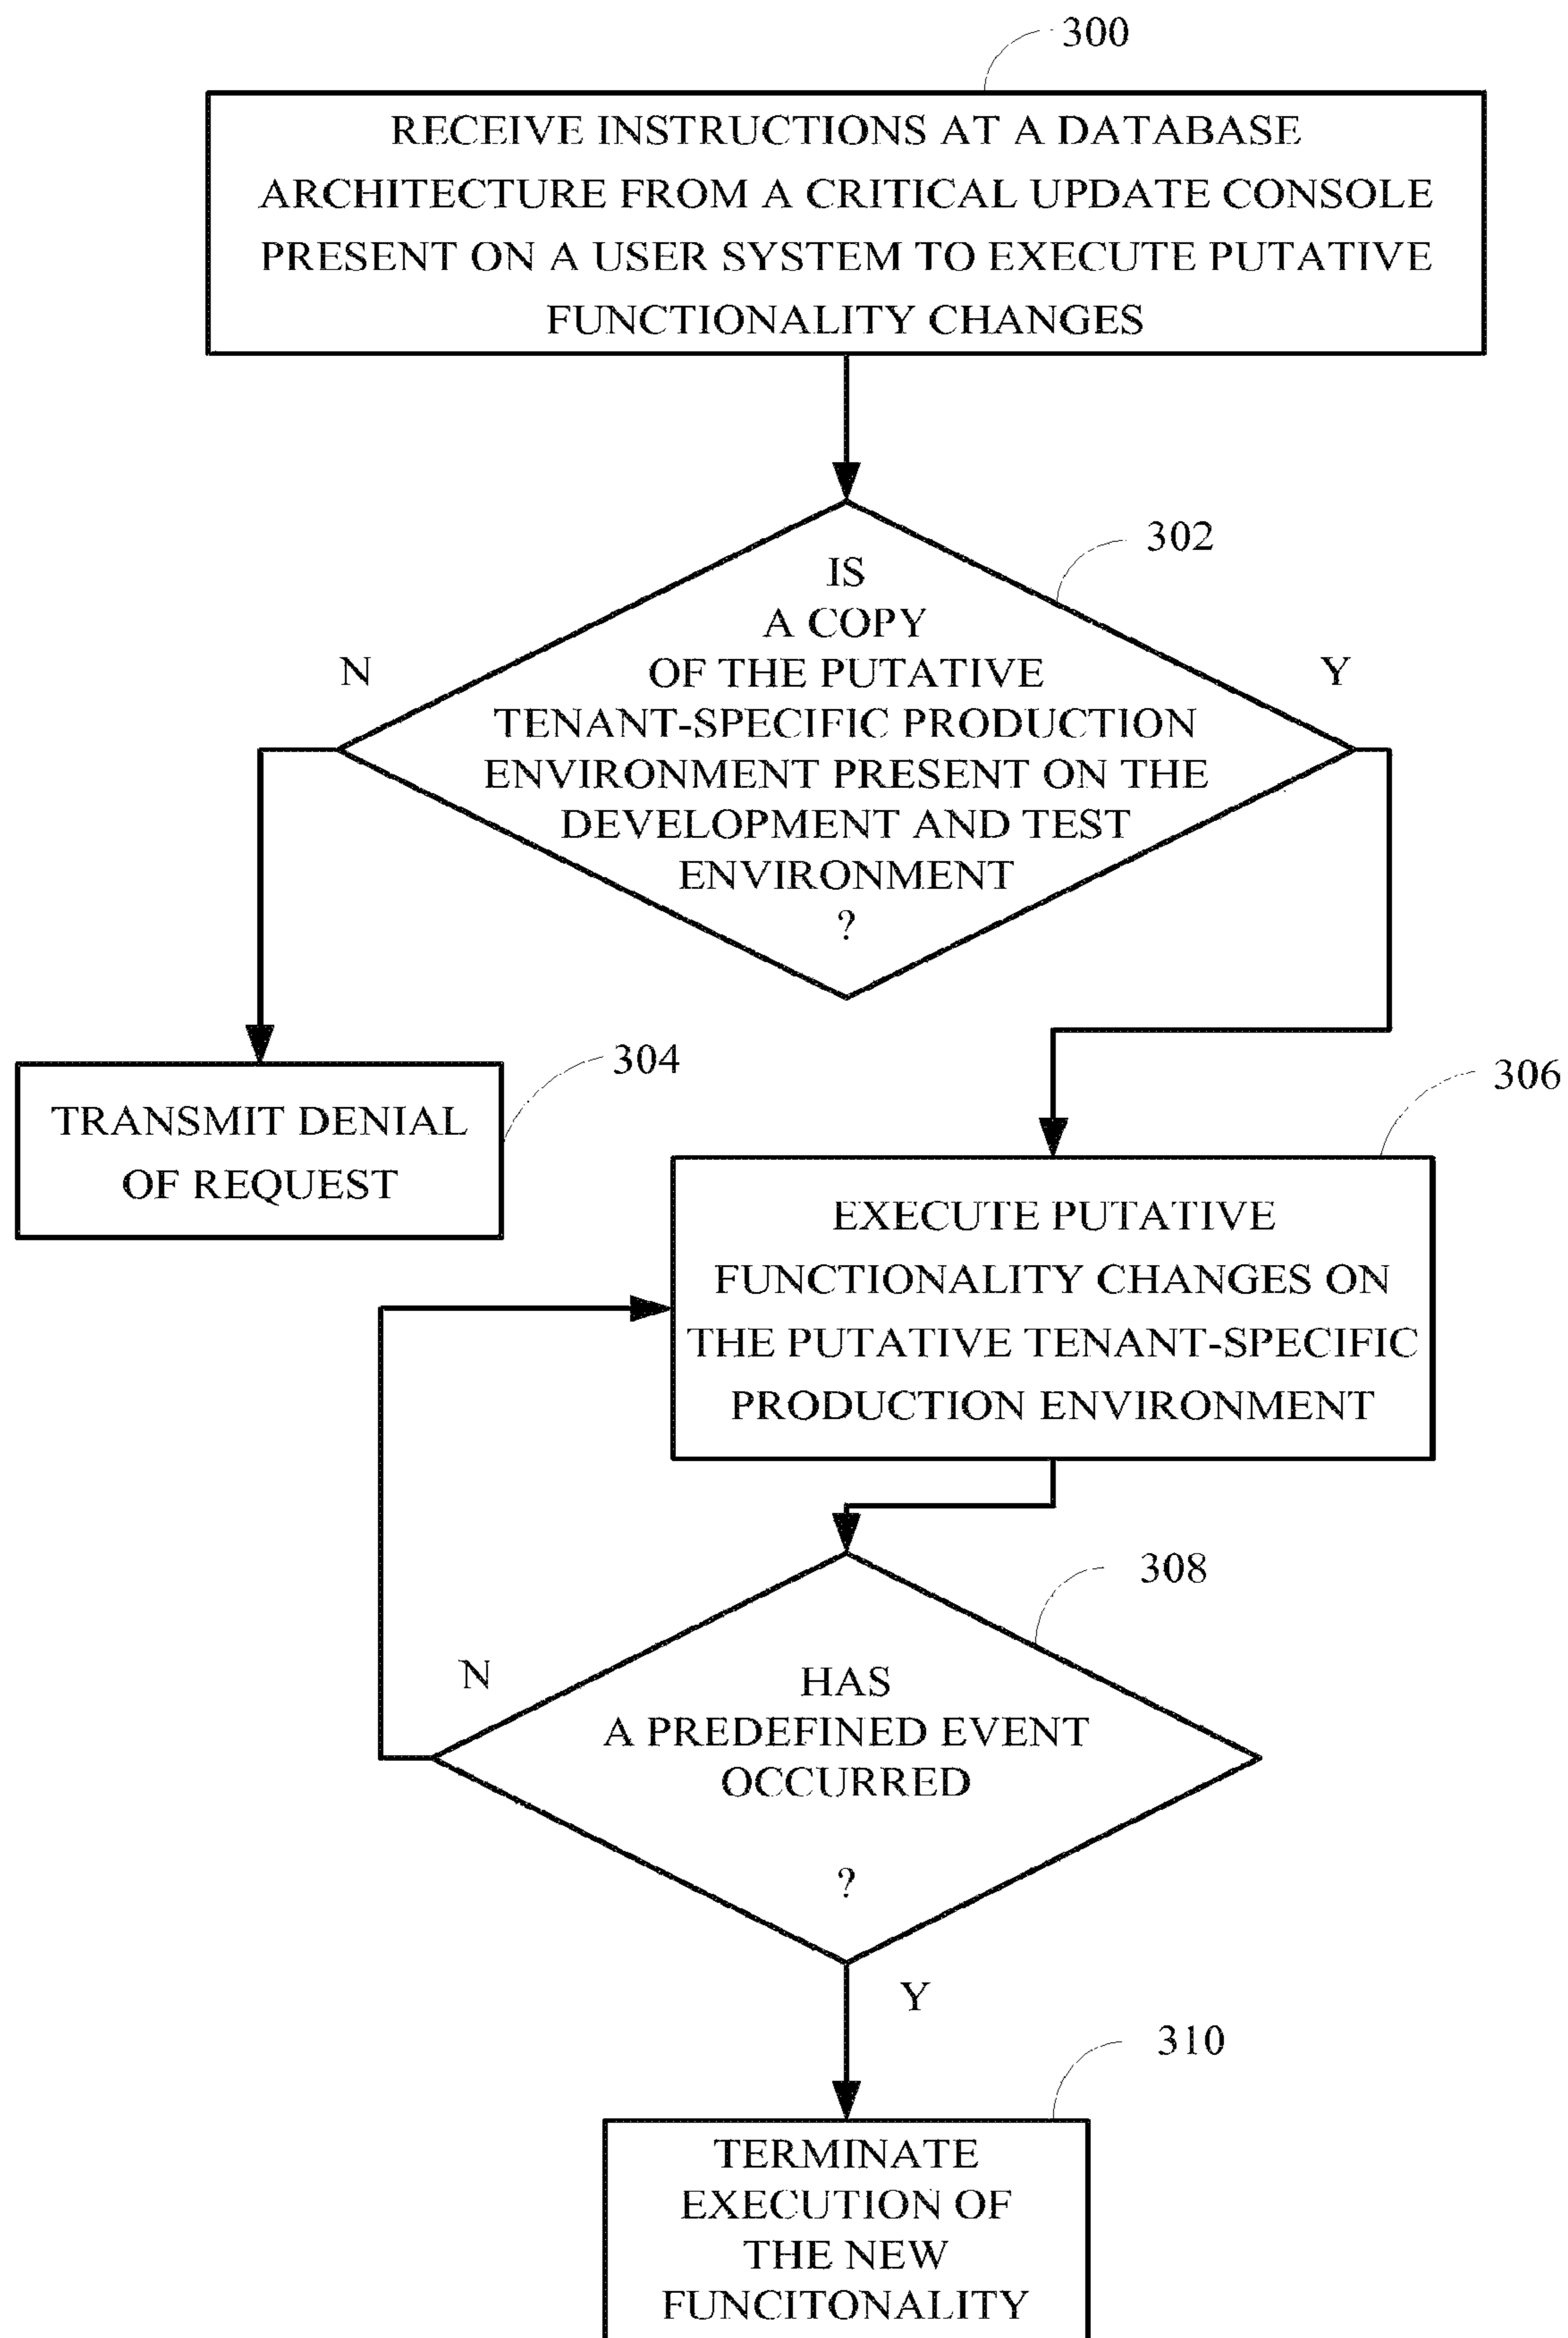 300
RECEIVE INSTRUCTIONS AT A DATABASE
ARCHITECTURE FROM A CRITICAL UPDATE CONSOLE
PRESENT ON A USER SYSTEM TO EXECUTE PUTATIVE
FUNCTIONALITY CHANGES
302
IS
A COPY
OF THE PUTATIVE
TENANT-SPECIFIC PRODUCTION
ENVIRONMENT PRESENT ON THE
DEVELOPMENT AND TEST
ENVIRONMENT
?
N
Y
304
TRANSMIT DENIAL
OF REQUEST
306
EXECUTE PUTATIVE
FUNCTIONALITY CHANGES ON
THE PUTATIVE TENANT-SPECIFIC
PRODUCTION ENVIRONMENT
308
HAS
A PREDEFINED EVENT
OCCURRED
?
N
Y
310
TERMINATE
EXECUTION OF
THE NEW
FUNCITONALITY